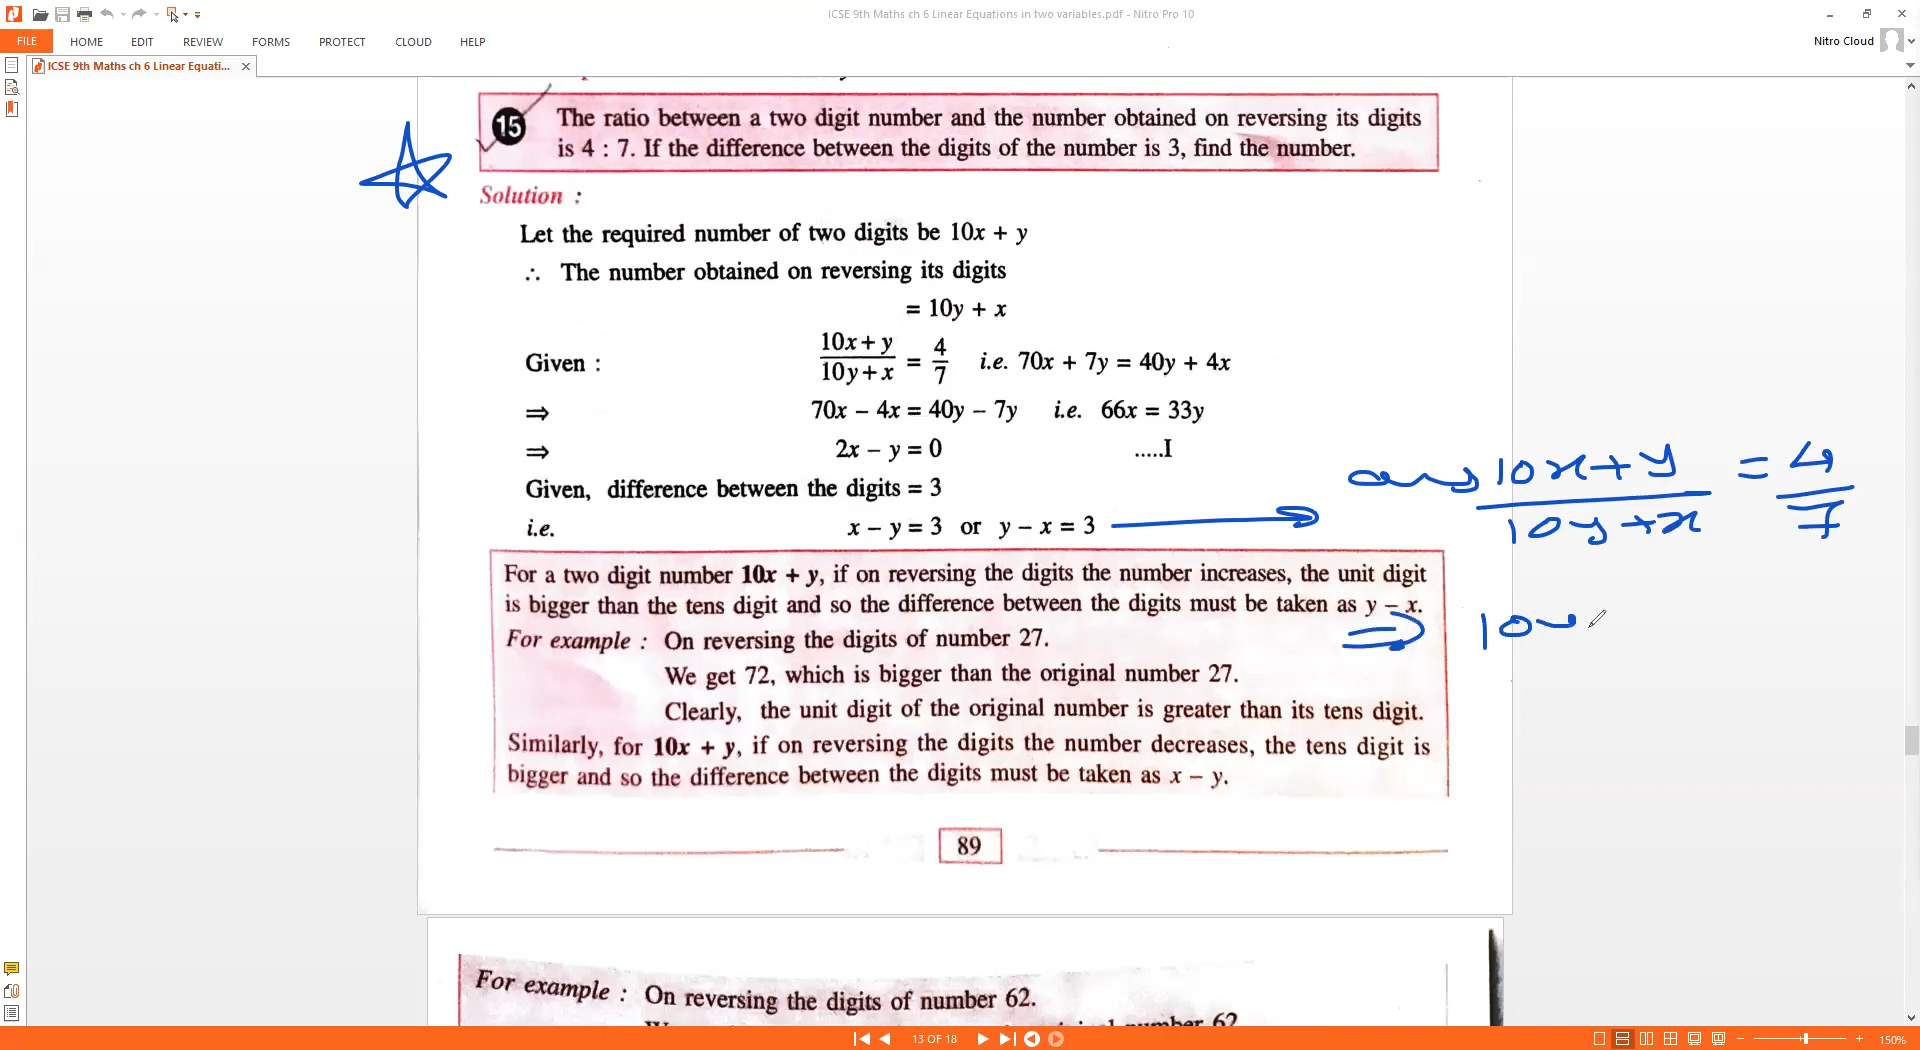 ICSE 9th Maths ch 6 Linear Equations in two variables.pdf - Nitro Pro 10
FILE HOME EDIT REVIEW FORMS PROTECT CLOUD HELP
Nitro Cloud
ICSE 9th Maths ch 6 Linear Equati...
15 The ratio between a two digit number and the number obtained on reversing its digits
is 4 : 7. If the difference between the digits of the number is 3, find the number.
Solution :
Let the required number of two digits be 10x + y
∴ The number obtained on reversing its digits
= 10y + x
Given : (10x + y)/(10y + x) = 4/7 i.e. 70x + 7y = 40y + 4x
⇒ 70x – 4x = 40y – 7y i.e. 66x = 33y
⇒ 2x – y = 0 .....I
Given, difference between the digits = 3
i.e. x – y = 3 or y – x = 3
10x+y/10y+x = 4/7
For a two digit number 10x + y, if on reversing the digits the number increases, the unit digit
is bigger than the tens digit and so the difference between the digits must be taken as y – x.
For example : On reversing the digits of number 27.
⇒ 10
We get 72, which is bigger than the original number 27.
Clearly, the unit digit of the original number is greater than its tens digit.
Similarly, for 10x + y, if on reversing the digits the number decreases, the tens digit is
bigger and so the difference between the digits must be taken as x – y.
89
For example : On reversing the digits of number 62.
number 62
13 OF 18
150%